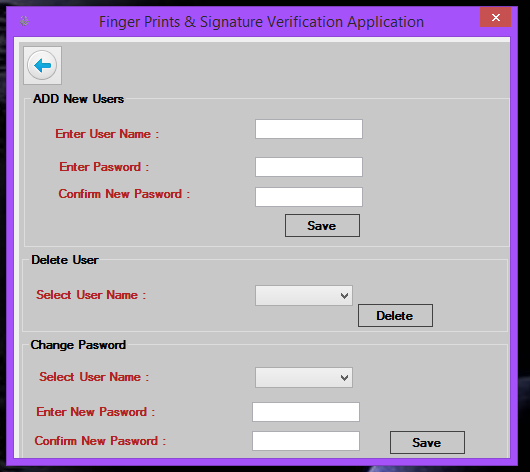 Finger Prints & Signature Verification Application
ADD New Users
Enter User Name :
Enter Pasword :
Confirm New Pasword :
Save
Delete User
Select User Name :
Delete
Change Pasword
Select User Name :
Enter New Pasword :
Confirm New Pasword :
Save